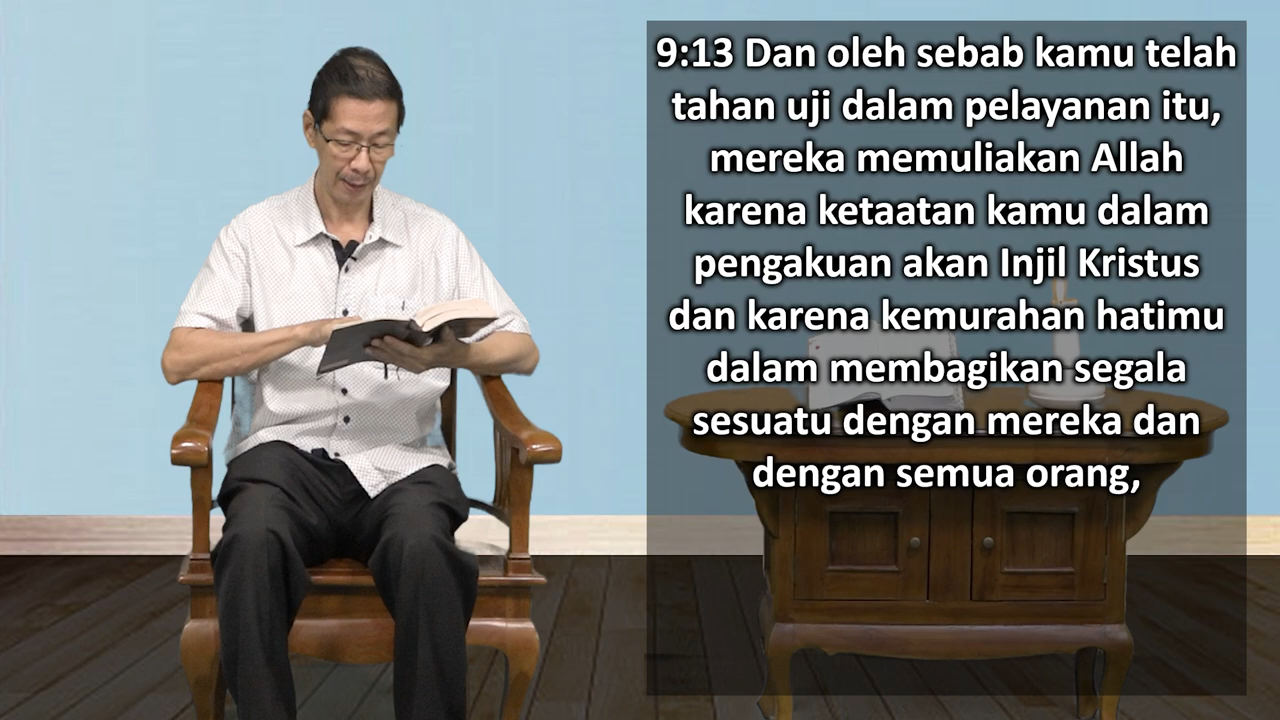 9:13 Dan oleh sebab kamu telah
tahan uji dalam pelayanan itu,
mereka memuliakan Allah
karena ketaatan kamu dalam
pengakuan akan Injil Kristus
dan karena kemurahan hatimu
dalam membagikan segala
sesuatu dengan mereka dan
dengan semua orang,